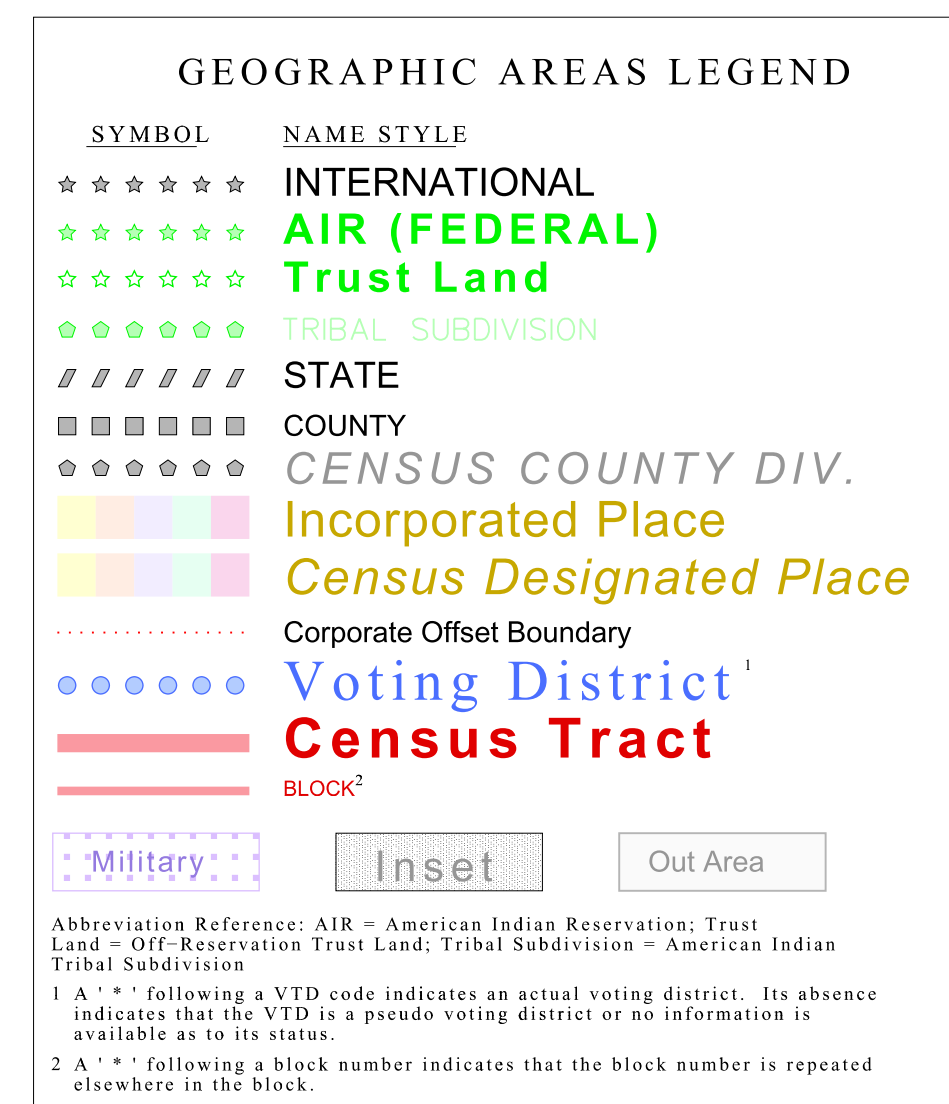 GEOGRAPHIC AREAS LEGEND
SYMBOL NAME STYLE
INTERNATIONAL
AIR (FEDERAL)
Trust Land
TRIBAL SUBDIVISION
STATE
COUNTY
CENSUS COUNTY DIV.
Incorporated Place
Census Designated Place
Corporate Offset Boundary
Voting District 1
Census Tract
BLOCK2
Military Inset Out Area
Abbreviation Reference: AIR = American Indian Reservation; Trust
Land = Off−Reservation Trust Land; Tribal Subdivision = American Indian
Tribal Subdivision
1 A ' * ' following a VTD code indicates an actual voting district. Its absence
indicates that the VTD is a pseudo voting district or no information is
available as to its status.
2 A ' * ' following a block number indicates that the block number is repeated
elsewhere in the block.